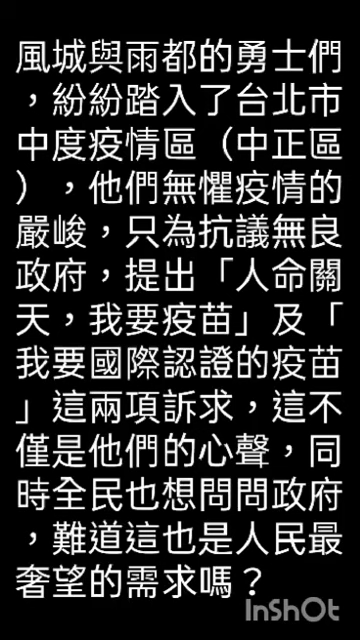 風城與雨都的勇士們
，紛紛踏入了台北市
中度疫情區（中正區
），他們無懼疫情的
嚴峻，只為抗議無良
政府，提出「人命關
天，我要疫苗」及「
我要國際認證的疫苗
」這兩項訴求，這不
僅是他們的心聲，同
時全民也想問問政府
，難道這也是人民最
奢望的需求嗎？
InShOt